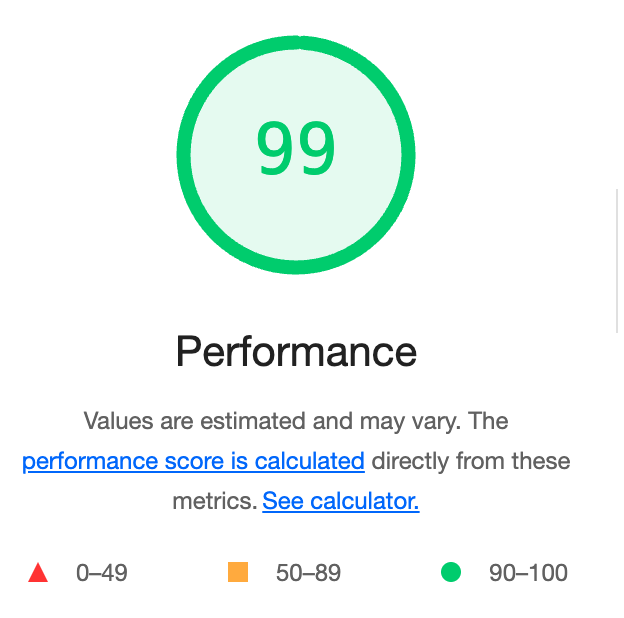 99
Performance
Values are estimated and may vary. The
performance score is calculated directly from these
metrics. See calculator.
0–49 50–89 90–100